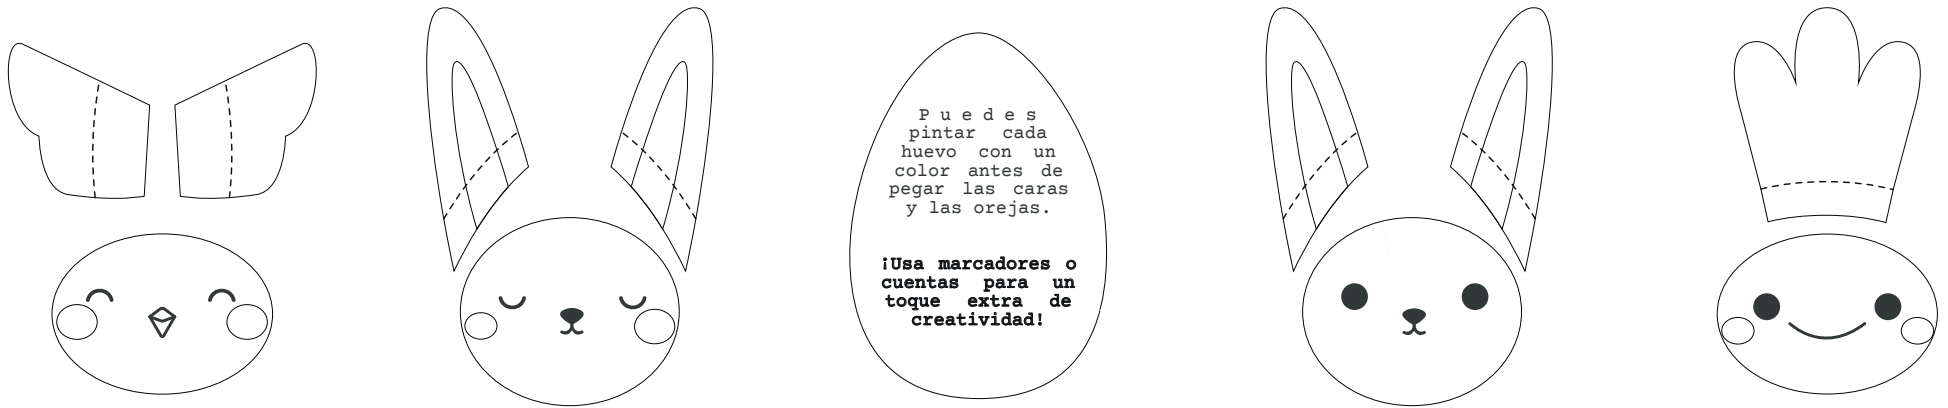 Puedes
pintar cada
huevo con un
color antes de
pegar las caras
y las orejas.
¡Usa marcadores o
cuentas para un
toque extra de
creatividad!